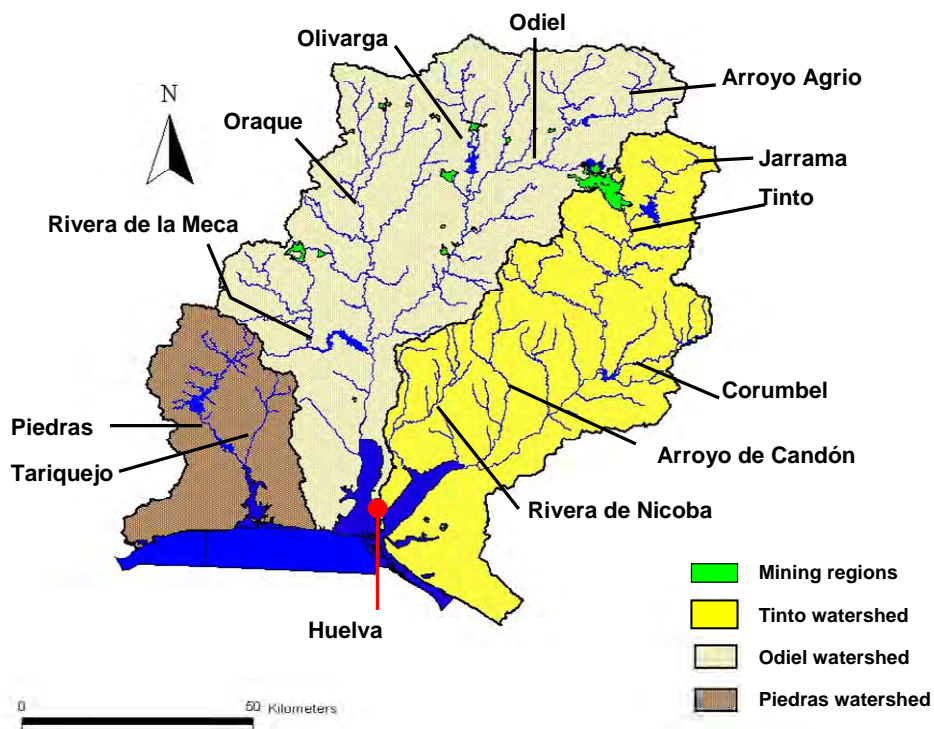 Odiel
Olivarga
Arroyo Agrio
N
Oraque
Jarrama
Tinto
Rivera de la Meca
Corumbel
Piedras
Arroyo de Candón
Tariquejo
Rivera de Nicoba
Mining regions
Tinto watershed
Huelva
Odiel watershed
Piedras watershed
0 50 Kilometers